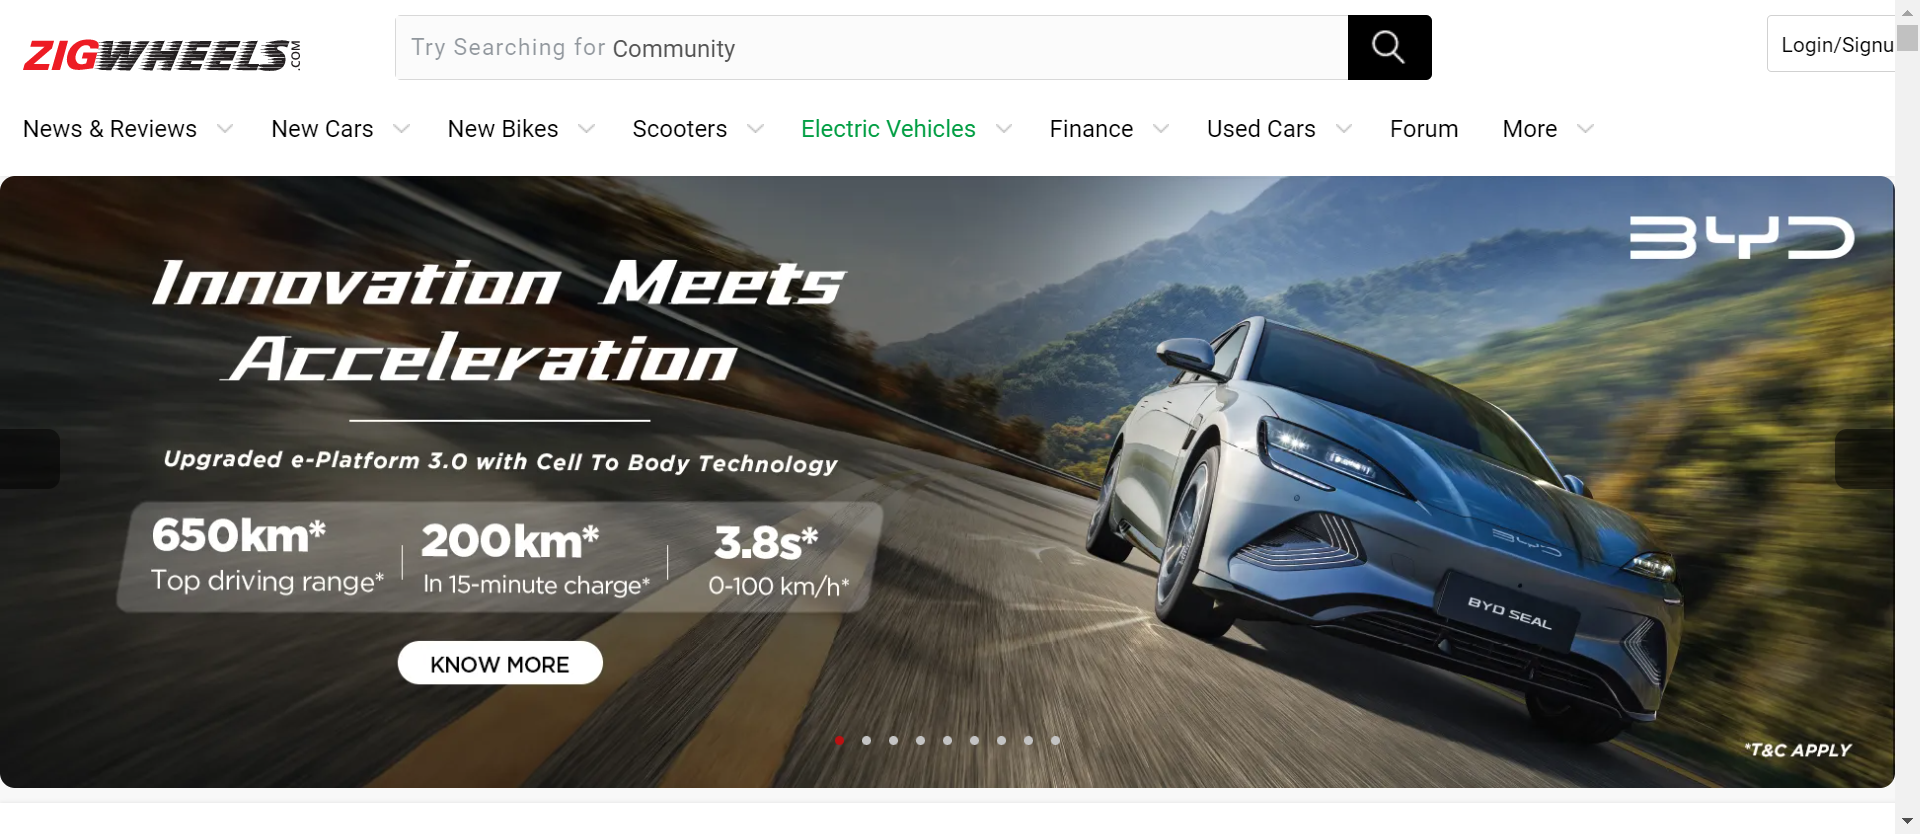 ZIGWHEELS.COM
Try Searching for Community
Login/Signu
News & Reviews New Cars New Bikes Scooters Electric Vehicles Finance Used Cars Forum More
BYD
Innovation Meets
Acceleration
Upgraded e-Platform 3.0 with Cell To Body Technology
650km* 200km* 3.8s*
Top driving range* In 15-minute charge* 0-100 km/h*
KNOW MORE
BYD
BYD SEAL
*T&C APPLY